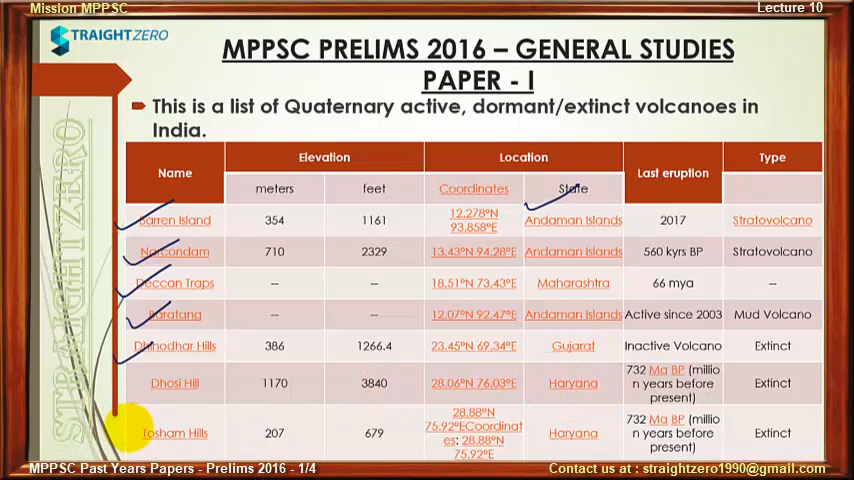 Mission MPPSC
Lecture 10
STRAIGHTZERO
MPPSC PRELIMS 2016 – GENERAL STUDIES
PAPER - I
This is a list of Quaternary active, dormant/extinct volcanoes in
India.
Name Elevation Location Last eruption Type
meters feet Coordinates State
Barren Island 354 1161 12.278°N 93.858°E Andaman Islands 2017 Stratovolcano
Narcondam 710 2329 13.43°N 94.28°E Andaman Islands 560 kyrs BP Stratovolcano
Deccan Traps -- -- 18.51°N 73.43°E Maharashtra 66 mya --
Baratang -- -- 12.07°N 92.47°E Andaman Islands Active since 2003 Mud Volcano
Dhinodhar Hills 386 1266.4 23.45°N 69.34°E Gujarat Inactive Volcano Extinct
Dhosi Hill 1170 3840 28.06°N 76.03°E Haryana 732 Ma BP (millio n years before present) Extinct
Tosham Hills 207 679 28.88°N 75.92°ECoordinat es: 28.88°N 75.92°E Haryana 732 Ma BP (millio n years before present) Extinct
STRAIGHTZERO
MPPSC Past Years Papers - Prelims 2016 - 1/4
Contact us at : straightzero1990@gmail.com